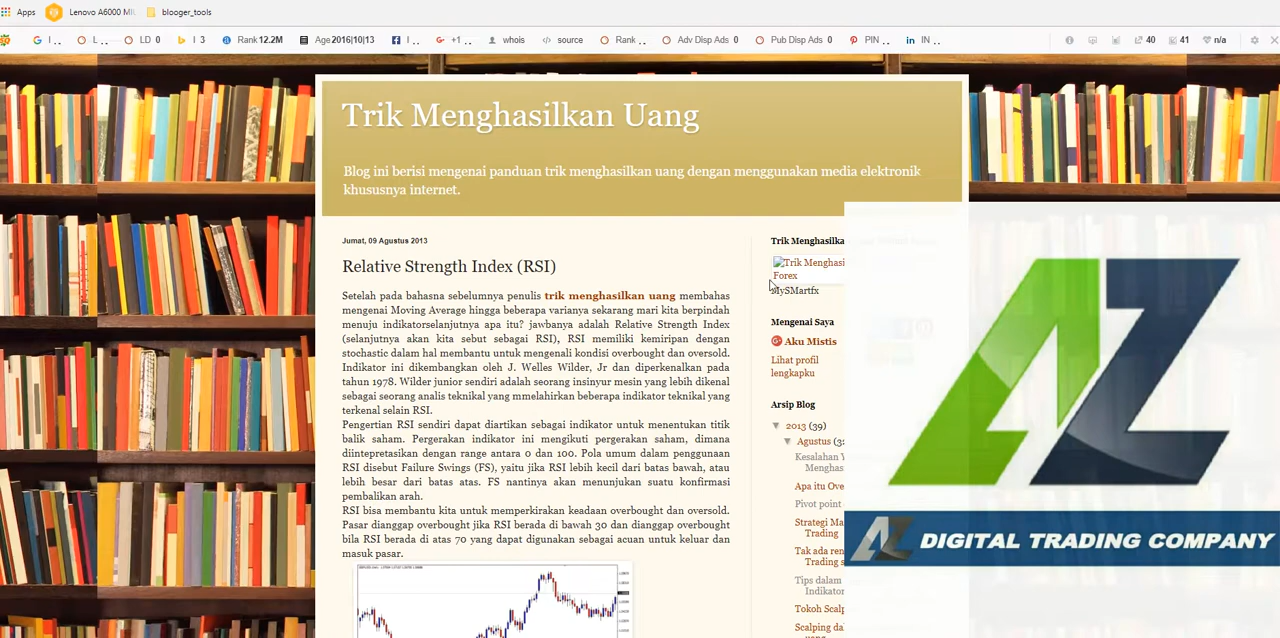 Apps Lenovo A6000 MI blooger_tools
I L LD 0 I 3 Rank 12.2M Age 2016|10|13 I +1 whois source Rank Adv Disp Ads 0 Pub Disp Ads 0 PIN IN 40 41 n/a
Trik Menghasilkan Uang
Blog ini berisi mengenai panduan trik menghasilkan uang dengan menggunakan media elektronik
khususnya internet.
Jumat, 09 Agustus 2013
Relative Strength Index (RSI)
Setelah pada bahasna sebelumnya penulis trik menghasilkan uang membahas
mengenai Moving Average hingga beberapa varianya sekarang mari kita berpindah
menuju indikatorselanjutnya apa itu? jawbanya adalah Relative Strength Index
(selanjutnya akan kita sebut sebagai RSI), RSI memiliki kemiripan dengan
stochastic dalam hal membantu untuk mengenali kondisi overbought dan oversold.
Indikator ini dikembangkan oleh J. Welles Wilder, Jr dan diperkenalkan pada
tahun 1978. Wilder junior sendiri adalah seorang insinyur mesin yang lebih dikenal
sebagai seorang analis teknikal yang mmelahirkan beberapa indikator teknikal yang
terkenal selain RSI.
Pengertian RSI sendiri dapat diartikan sebagai indikator untuk menentukan titik
balik saham. Pergerakan indikator ini mengikuti pergerakan saham, dimana
diintepretasikan dengan range antara 0 dan 100. Pola umum dalam penggunaan
RSI disebut Failure Swings (FS), yaitu jika RSI lebih kecil dari batas bawah, atau
lebih besar dari batas atas. FS nantinya akan menunjukan suatu konfirmasi
pembalikan arah.
RSI bisa membantu kita untuk memperkirakan keadaan overbought dan oversold.
Pasar dianggap overbought jika RSI berada di bawah 30 dan dianggap overbought
bila RSI berada di atas 70 yang dapat digunakan sebagai acuan untuk keluar dan
masuk pasar.
Trik Menghasilka
Trik Menghasi
Forex
MySMartfx
Mengenai Saya
Aku Mistis
Lihat profil
lengkapku
Arsip Blog
2013 (39)
Agustus (3
Kesalahan
Menghas
Apa itu Ove
Pivot point
Strategi Ma
Trading
Tak ada ren
Trading s
Tips dalam
Indikator
Tokoh Scalp
Scalping da
AZ
AZ DIGITAL TRADING COMPANY